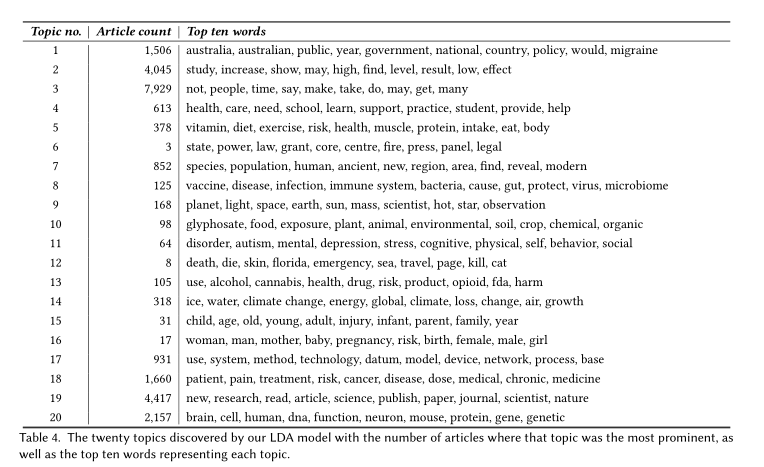 Topic no. Article count Top ten words
1 1,506 australia, australian, public, year, government, national, country, policy, would, migraine
2 4,045 study, increase, show, may, high, find, level, result, low, effect
3 7,929 not, people, time, say, make, take, do, may, get, many
4 613 health, care, need, school, learn, support, practice, student, provide, help
5 378 vitamin, diet, exercise, risk, health, muscle, protein, intake, eat, body
6 3 state, power, law, grant, core, centre, fire, press, panel, legal
7 852 species, population, human, ancient, new, region, area, find, reveal, modern
8 125 vaccine, disease, infection, immune system, bacteria, cause, gut, protect, virus, microbiome
9 168 planet, light, space, earth, sun, mass, scientist, hot, star, observation
10 98 glyphosate, food, exposure, plant, animal, environmental, soil, crop, chemical, organic
11 64 disorder, autism, mental, depression, stress, cognitive, physical, self, behavior, social
12 8 death, die, skin, florida, emergency, sea, travel, page, kill, cat
13 105 use, alcohol, cannabis, health, drug, risk, product, opioid, fda, harm
14 318 ice, water, climate change, energy, global, climate, loss, change, air, growth
15 31 child, age, old, young, adult, injury, infant, parent, family, year
16 17 woman, man, mother, baby, pregnancy, risk, birth, female, male, girl
17 931 use, system, method, technology, datum, model, device, network, process, base
18 1,660 patient, pain, treatment, risk, cancer, disease, dose, medical, chronic, medicine
19 4,417 new, research, read, article, science, publish, paper, journal, scientist, nature
20 2,157 brain, cell, human, dna, function, neuron, mouse, protein, gene, genetic
Table 4. The twenty topics discovered by our LDA model with the number of articles where that topic was the most prominent, as
well as the top ten words representing each topic.